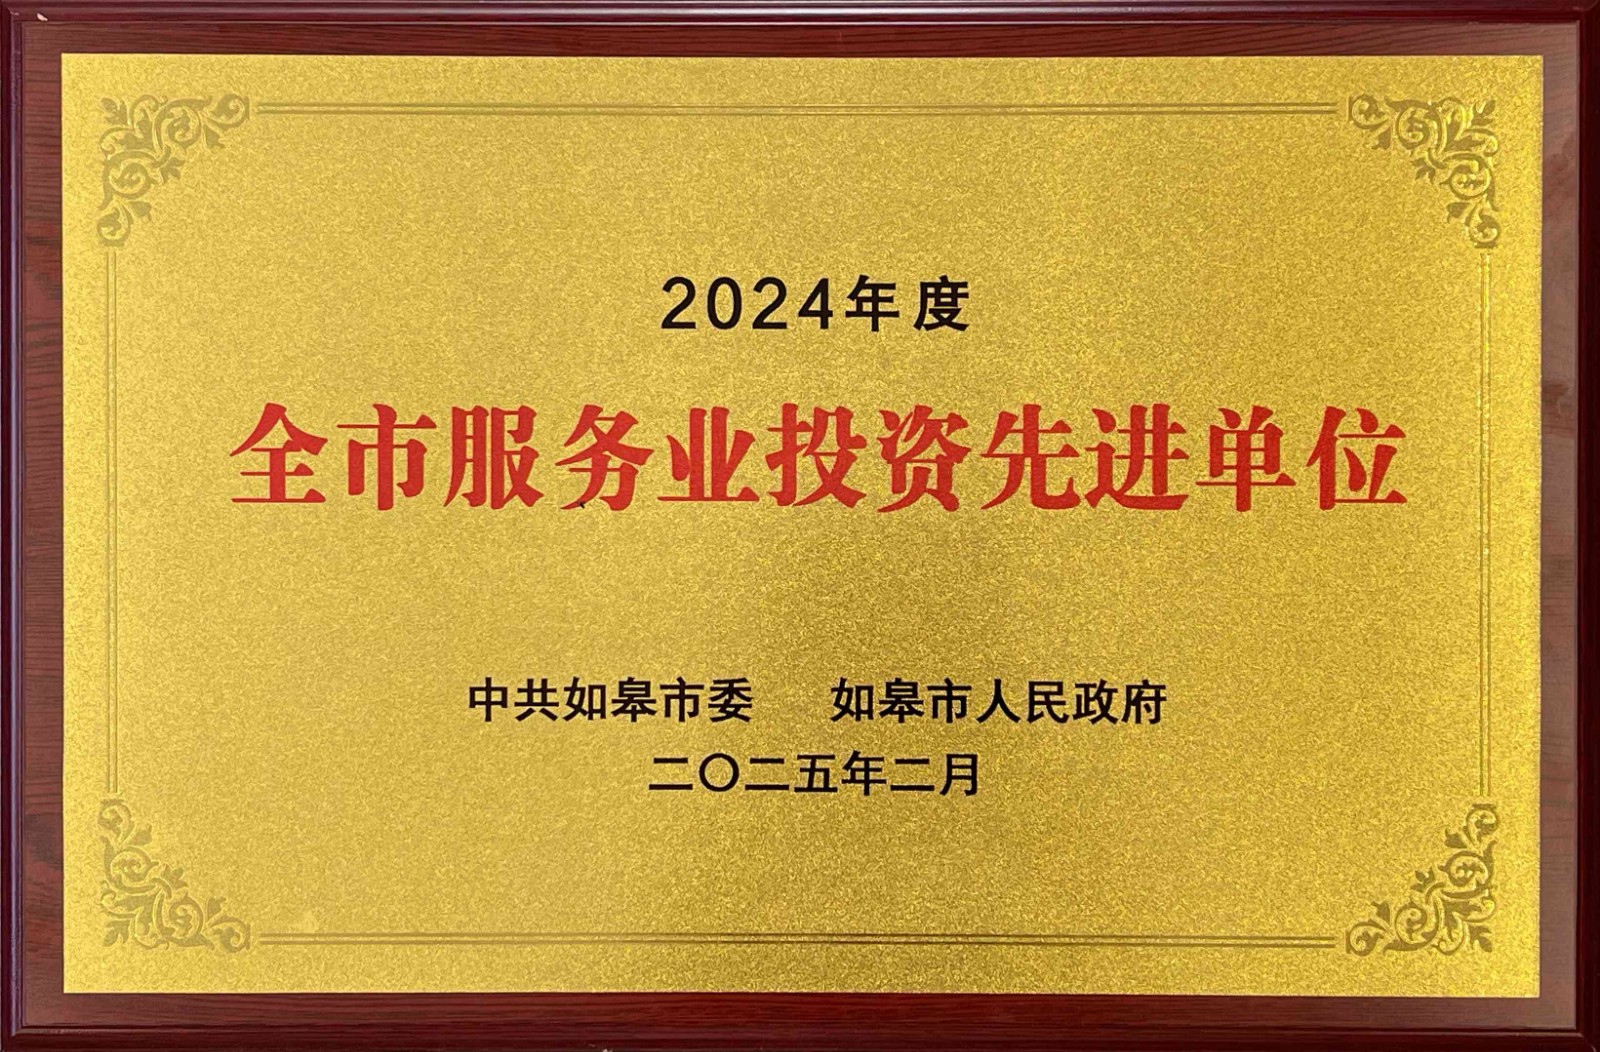 2024年度
全市服务业投资先进单位
中共如皋市委 如皋市人民政府
二〇二五年二月